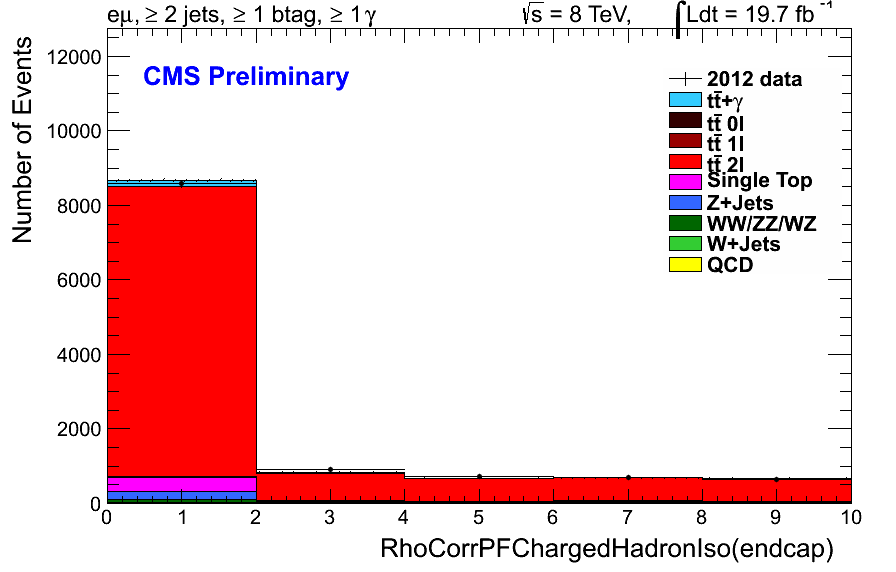 eμ, ≥ 2 jets, ≥ 1 btag, ≥ 1 γ √s = 8 TeV, ∫Ldt = 19.7 fb⁻¹
CMS Preliminary
2012 data
tt̄+γ
tt̄ 0l
tt̄ 1l
tt̄ 2l
Single Top
Z+Jets
WW/ZZ/WZ
W+Jets
QCD
Number of Events
12000
10000
8000
6000
4000
2000
0
0 1 2 3 4 5 6 7 8 9 10
RhoCorrPFChargedHadronIso(endcap)